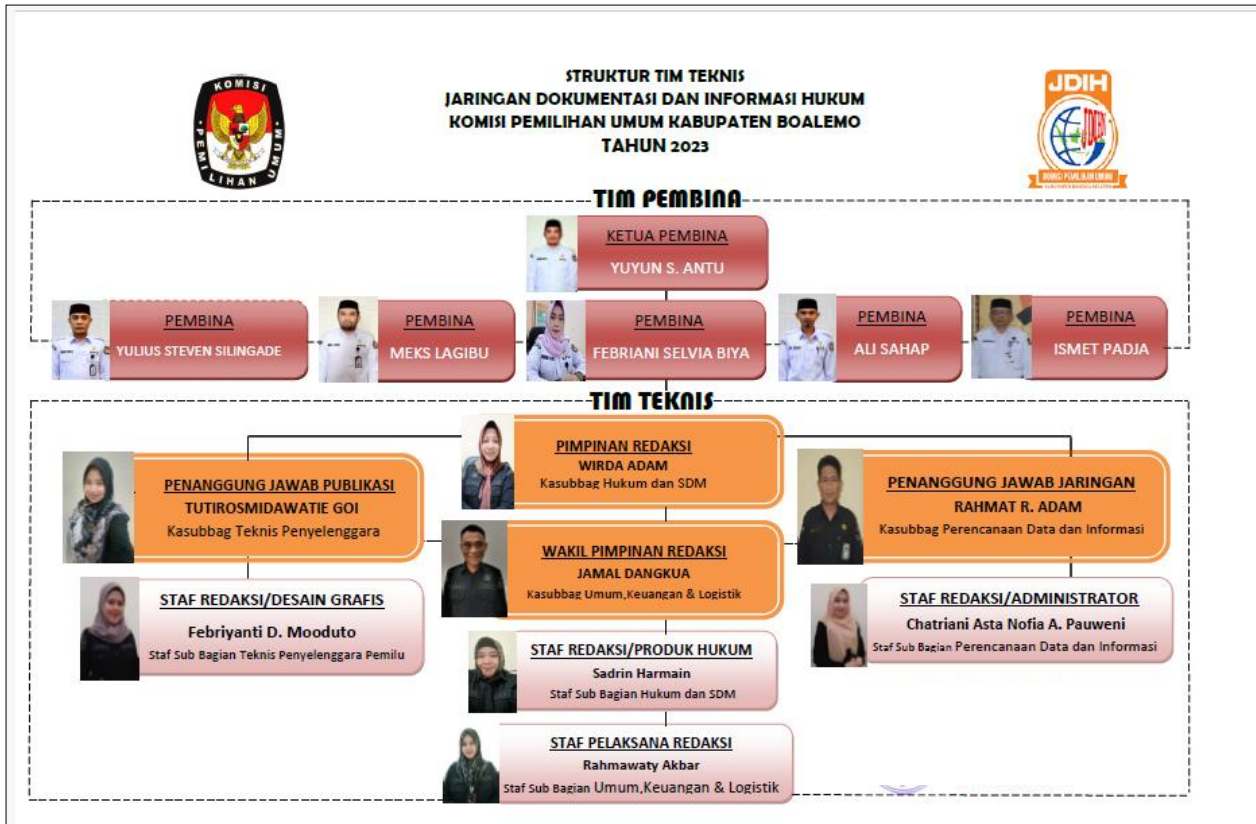 STRUKTUR TIM TEKNIS
JARINGAN DOKUMENTASI DAN INFORMASI HUKUM
KOMISI PEMILIHAN UMUM KABUPATEN BOALEMO
TAHUN 2023
KOMISI
PEMILIHAN UMUM
JDIH
KOMISI PEMILIHAN UMUM
TIM PEMBINA
KETUA PEMBINA
YUYUN S. ANTU
PEMBINA
YULIUS STEVEN SILINGADE
PEMBINA
MEKS LAGIBU
PEMBINA
FEBRIANI SELVIA BIYA
PEMBINA
ALI SAHAP
PEMBINA
ISMET PADJA
TIM TEKNIS
PIMPINAN REDAKSI
WIRDA ADAM
Kasubbag Hukum dan SDM
PENANGGUNG JAWAB PUBLIKASI
TUTIROSMIDAWATIE GOI
Kasubbag Teknis Penyelenggara
PENANGGUNG JAWAB JARINGAN
RAHMAT R. ADAM
Kasubbag Perencanaan Data dan Informasi
WAKIL PIMPINAN REDAKSI
JAMAL DANGKUA
Kasubbag Umum,Keuangan & Logistik
STAF REDAKSI/DESAIN GRAFIS
Febriyanti D. Mooduto
Staf Sub Bagian Teknis Penyelenggara Pemilu
STAF REDAKSI/ADMINISTRATOR
Chatriani Asta Nofia A. Pauweni
Staf Sub Bagian Perencanaan Data dan Informasi
STAF REDAKSI/PRODUK HUKUM
Sadrin Harmain
Staf Sub Bagian Hukum dan SDM
STAF PELAKSANA REDAKSI
Rahmawaty Akbar
Staf Sub Bagian Umum,Keuangan & Logistik